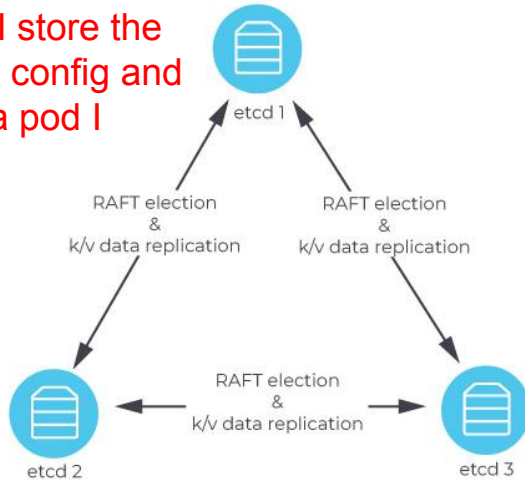 I store the
config and
a pod I
etcd 1
RAFT election
&
k/v data replication
RAFT election
&
k/v data replication
RAFT election
&
k/v data replication
etcd 2
etcd 3